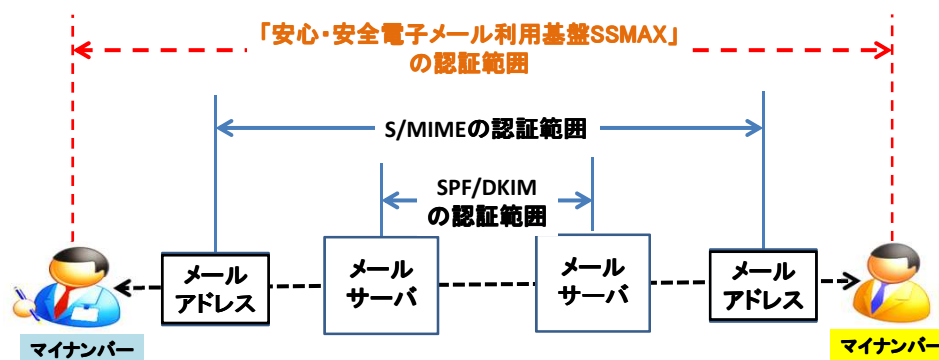 「安心・安全電子メール利用基盤SSMAX」
の認証範囲
S/MIMEの認証範囲
SPF/DKIM
の認証範囲
メール
アドレス
メール
サーバ
メール
サーバ
メール
アドレス
マイナンバー
マイナンバー